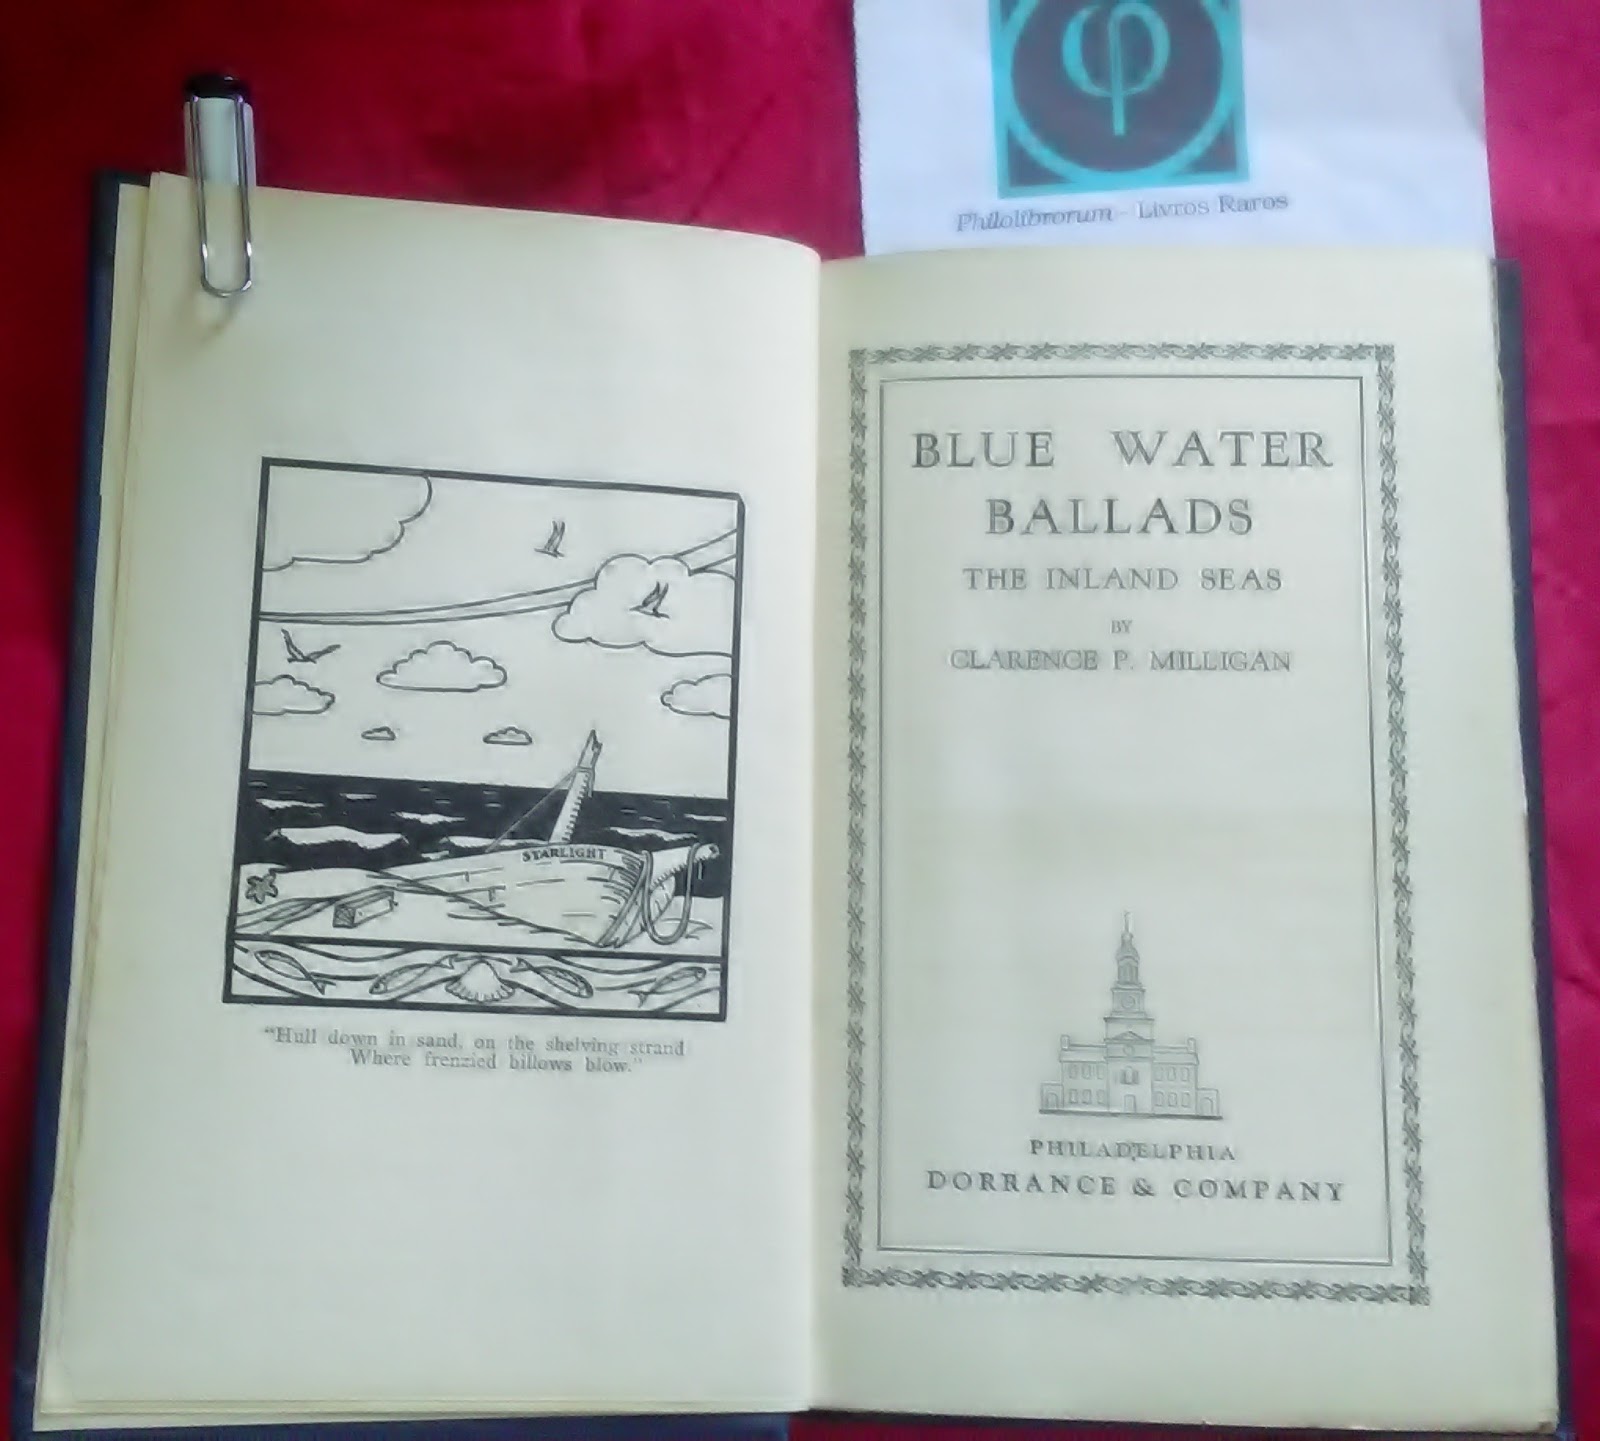 φ
Philolibrorum - Livros Raros
STARLIGHT
"Hull down in sand, on the shelving strand
Where frenzied billows blow."
BLUE WATER
BALLADS
THE INLAND SEAS
BY
CLARENCE P. MILLIGAN
PHILADELPHIA
DORRANCE & COMPANY